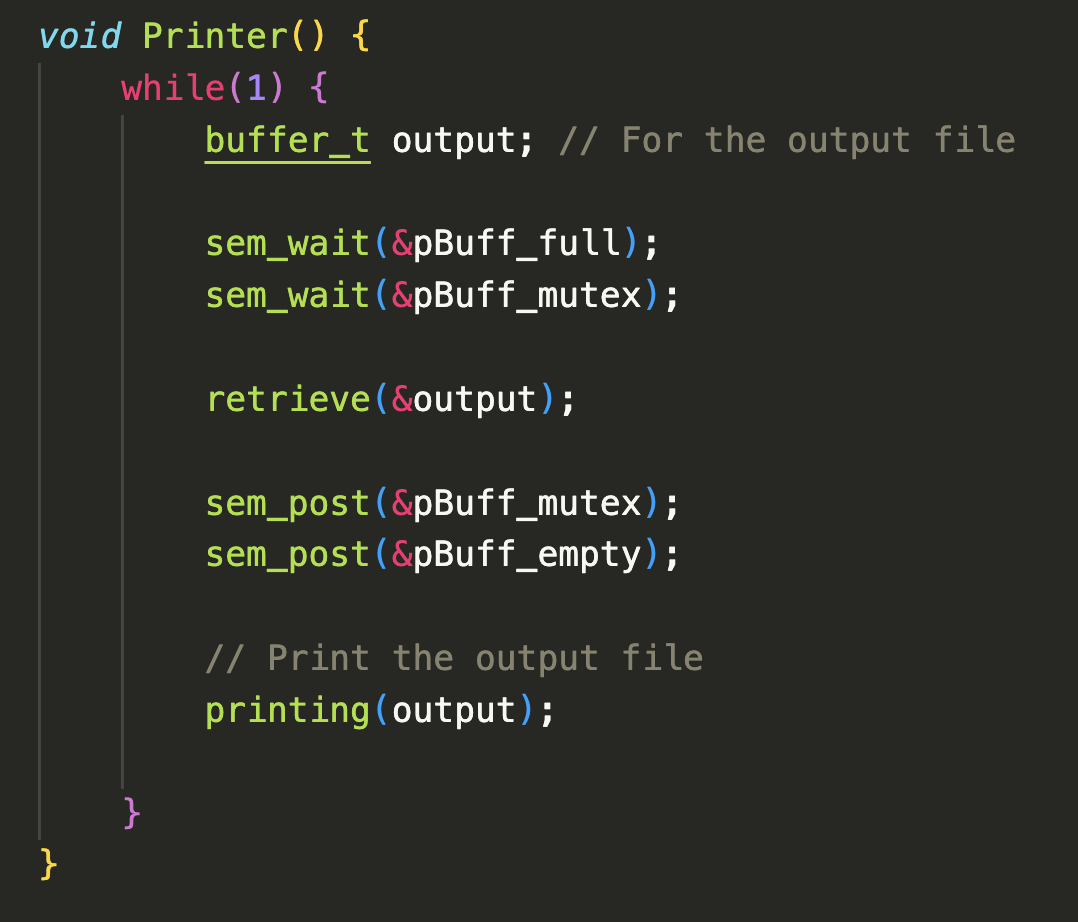 void Printer() {
    while(1) {
        buffer_t output; // For the output file

        sem_wait(&pBuff_full);
        sem_wait(&pBuff_mutex);

        retrieve(&output);

        sem_post(&pBuff_mutex);
        sem_post(&pBuff_empty);

        // Print the output file
        printing(output);

    }
}